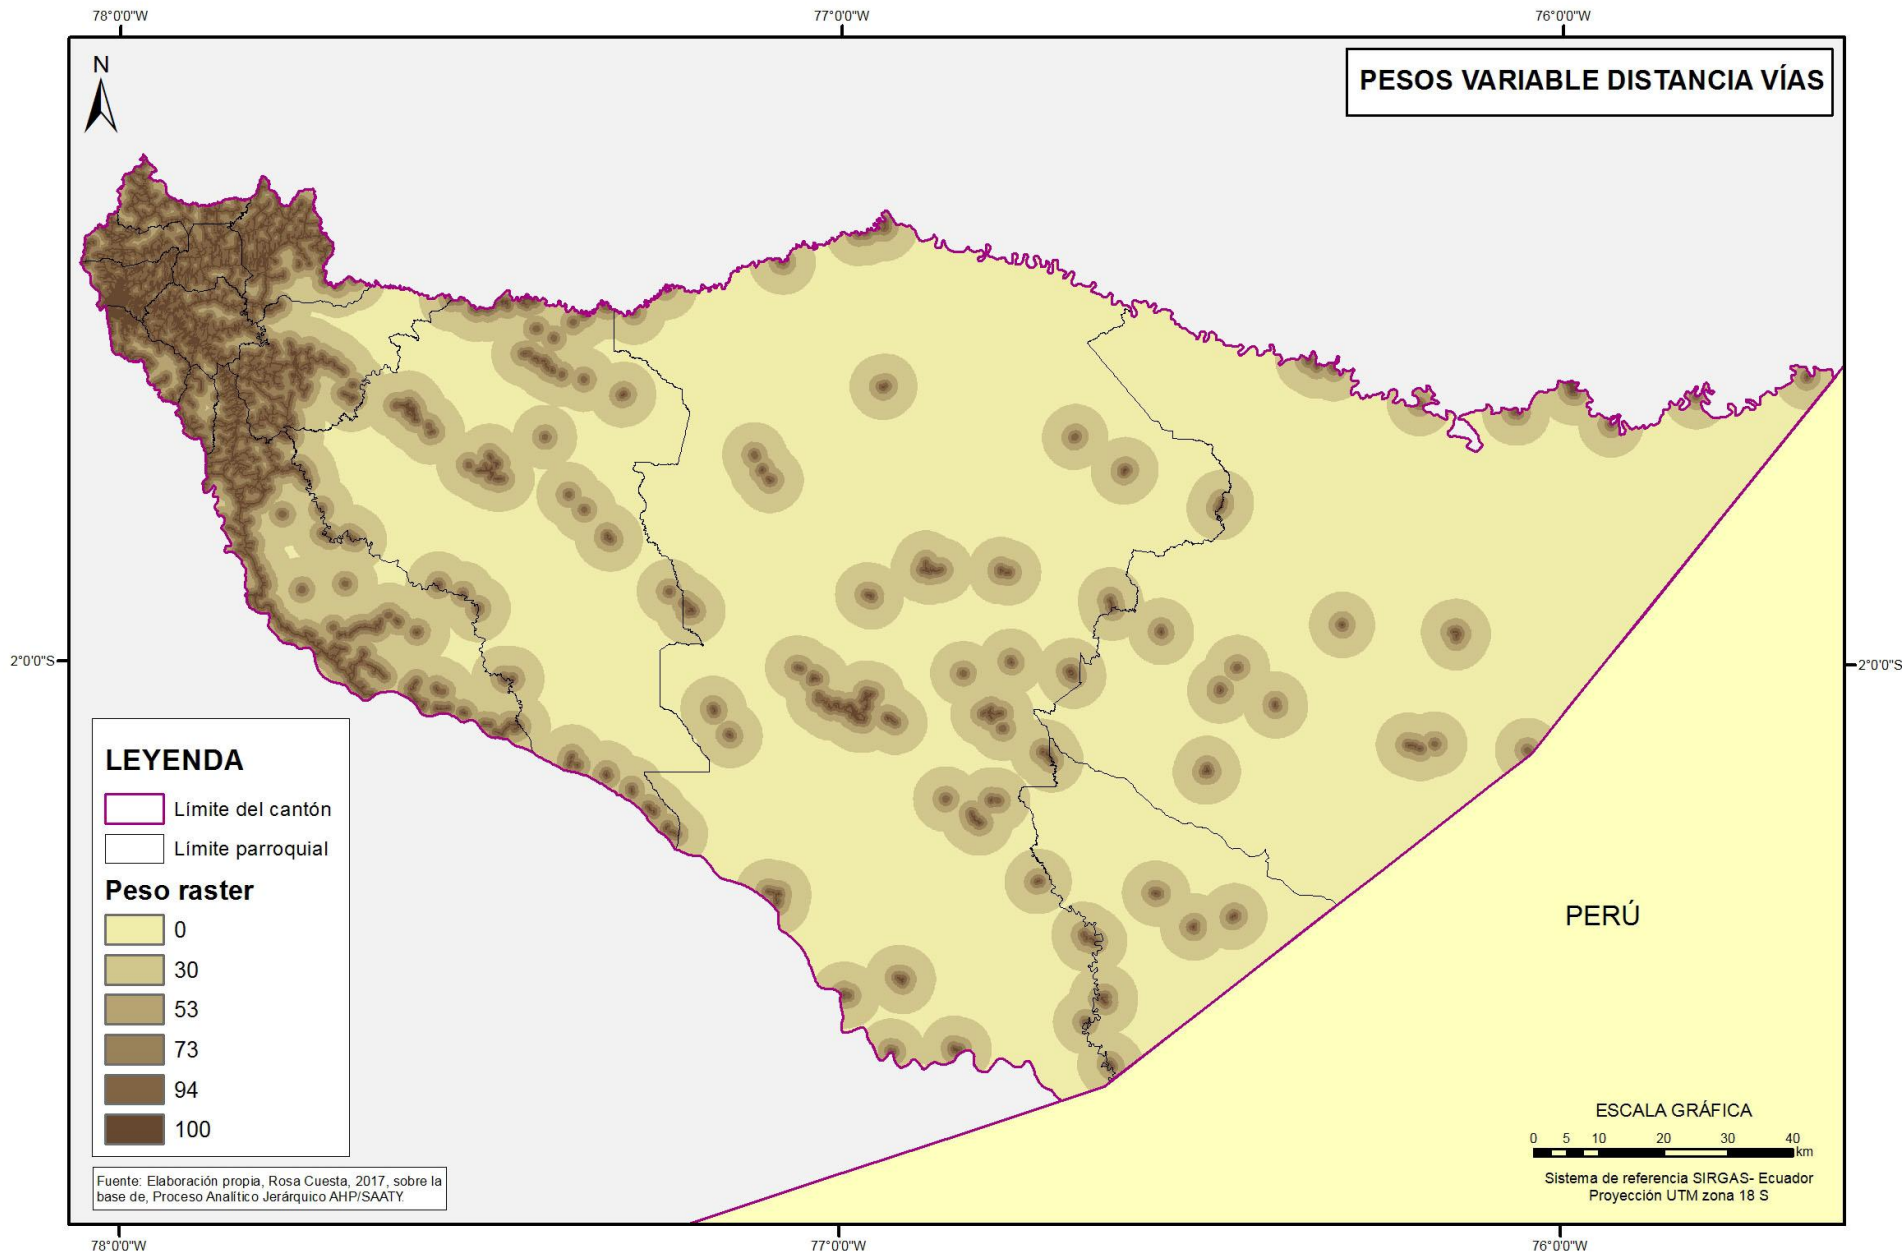 78°0'0"W
77°0'0"W
76°0'0"W
N
PESOS VARIABLE DISTANCIA VÍAS
2°0'0"S
2°0'0"S
LEYENDA
Límite del cantón
Límite parroquial
Peso raster
0
30
53
73
94
100
PERÚ
ESCALA GRÁFICA
0 5 10 20 30 40
km
Sistema de referencia SIRGAS- Ecuador
Proyección UTM zona 18 S
Fuente: Elaboración propia, Rosa Cuesta, 2017, sobre la
base de, Proceso Analítico Jerárquico AHP/SAATY.
78°0'0"W
77°0'0"W
76°0'0"W